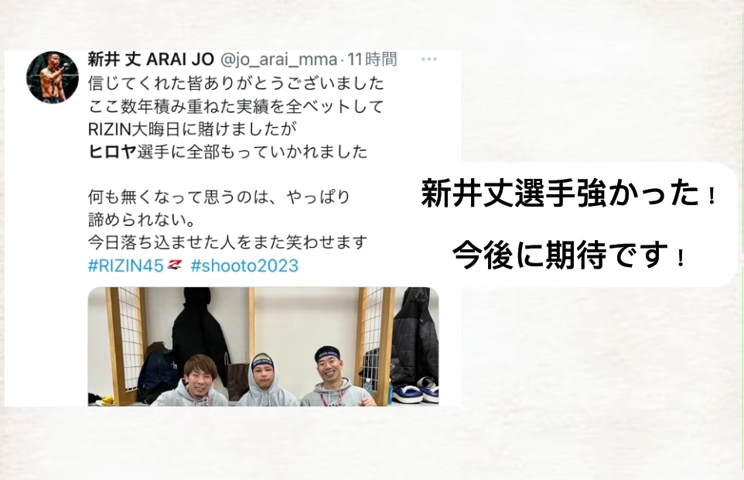 新井 丈 ARAI JO @jo_arai_mma · 11時間
信じてくれた皆ありがとうございました
ここ数年積み重ねた実績を全ベットして
RIZIN大晦日に賭けましたが
ヒロヤ選手に全部もっていかれました
何も無くなって思うのは、やっぱり
諦められない。
今日落ち込ませた人をまた笑わせます
#RIZIN45 #shooto2023
新井丈選手強かった！
今後に期待です！